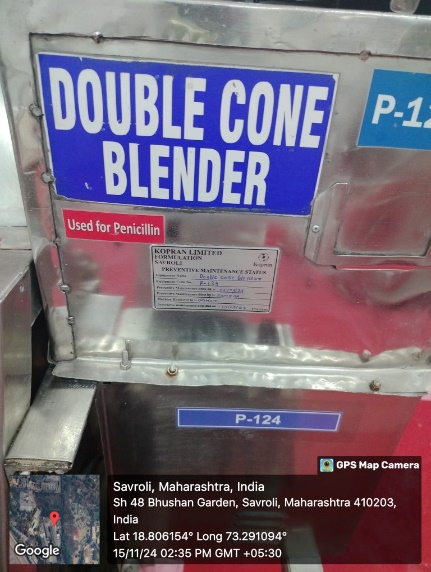 DOUBLE CONE
BLENDER
P-12
Used for Penicillin
KOPRAN LIMITED
FORMULATION
SAVROLI
Kopran
PREVENTIVE MAINTENANCE STATUS
P-124
P-124
GPS Map Camera
Savroli, Maharashtra, India
Sh 48 Bhushan Garden, Savroli, Maharashtra 410203,
India
Lat 18.806154° Long 73.291094°
15/11/24 02:35 PM GMT +05:30
Google